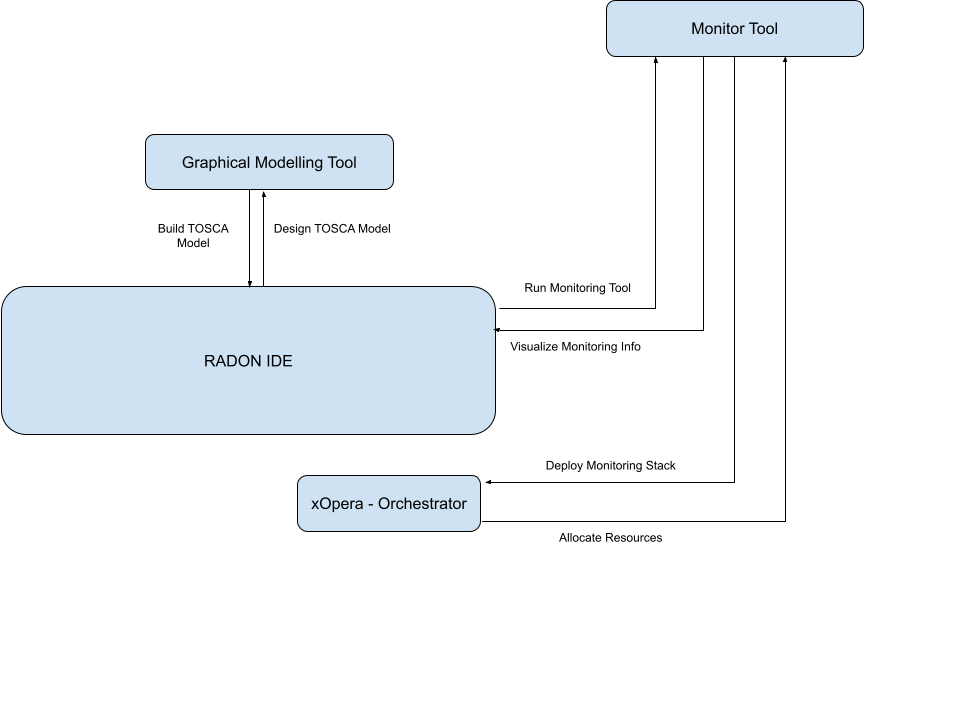 Monitor Tool
Graphical Modelling Tool
Build TOSCA
Model
Design TOSCA Model
Run Monitoring Tool
Visualize Monitoring Info
RADON IDE
Deploy Monitoring Stack
xOpera - Orchestrator
Allocate Resources